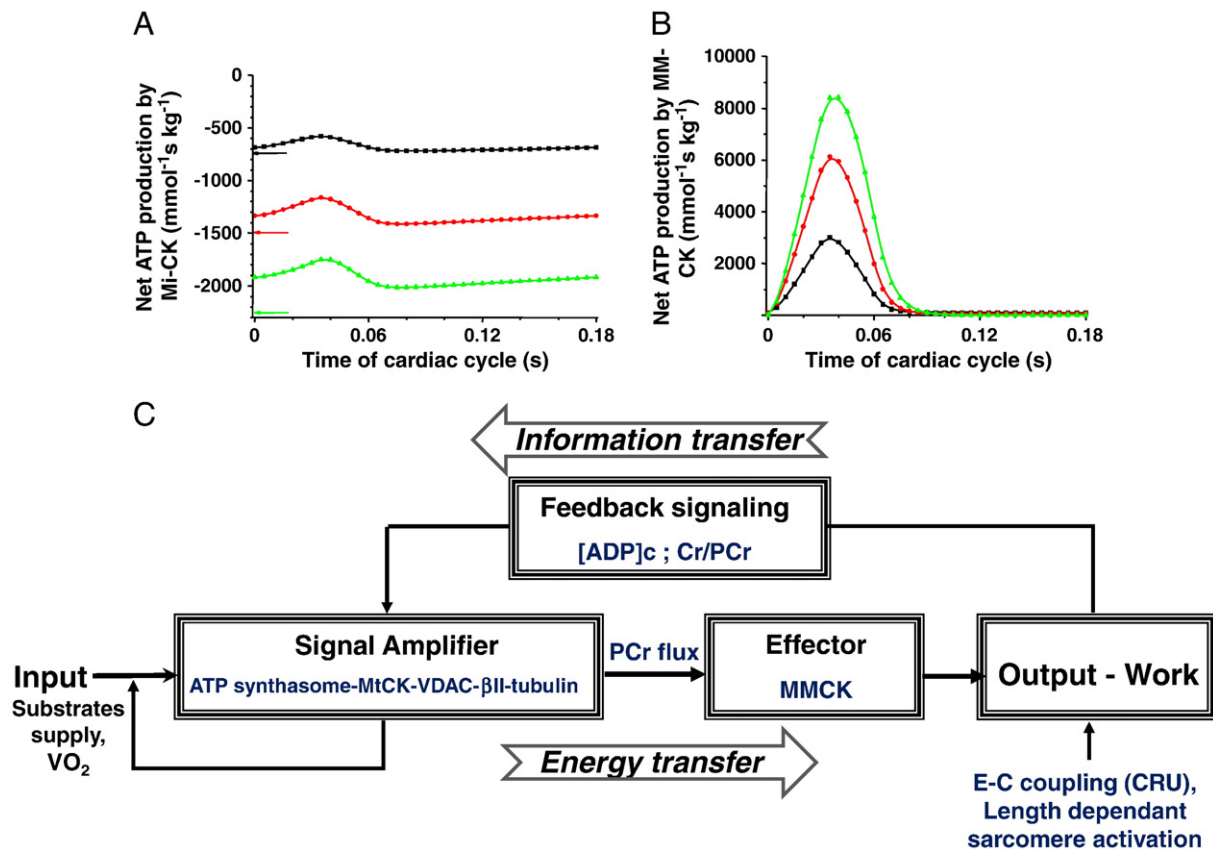 A
Net ATP production by
Mi-CK (mmol⁻¹s kg⁻¹)
0
-500
-1000
-1500
-2000
0
0.06
0.12
0.18
Time of cardiac cycle (s)
B
Net ATP production by MM-
CK (mmol⁻¹s kg⁻¹)
10000
8000
6000
4000
2000
0
0.06
0.12
0.18
Time of cardiac cycle (s)
C
Information transfer
Feedback signaling
[ADP]c ; Cr/PCr
Signal Amplifier
ATP synthasome-MtCK-VDAC-βII-tubulin
PCr flux
Effector
MMCK
Output - Work
Input
Substrates
supply,
VO₂
Energy transfer
E-C coupling (CRU),
Length dependant
sarcomere activation